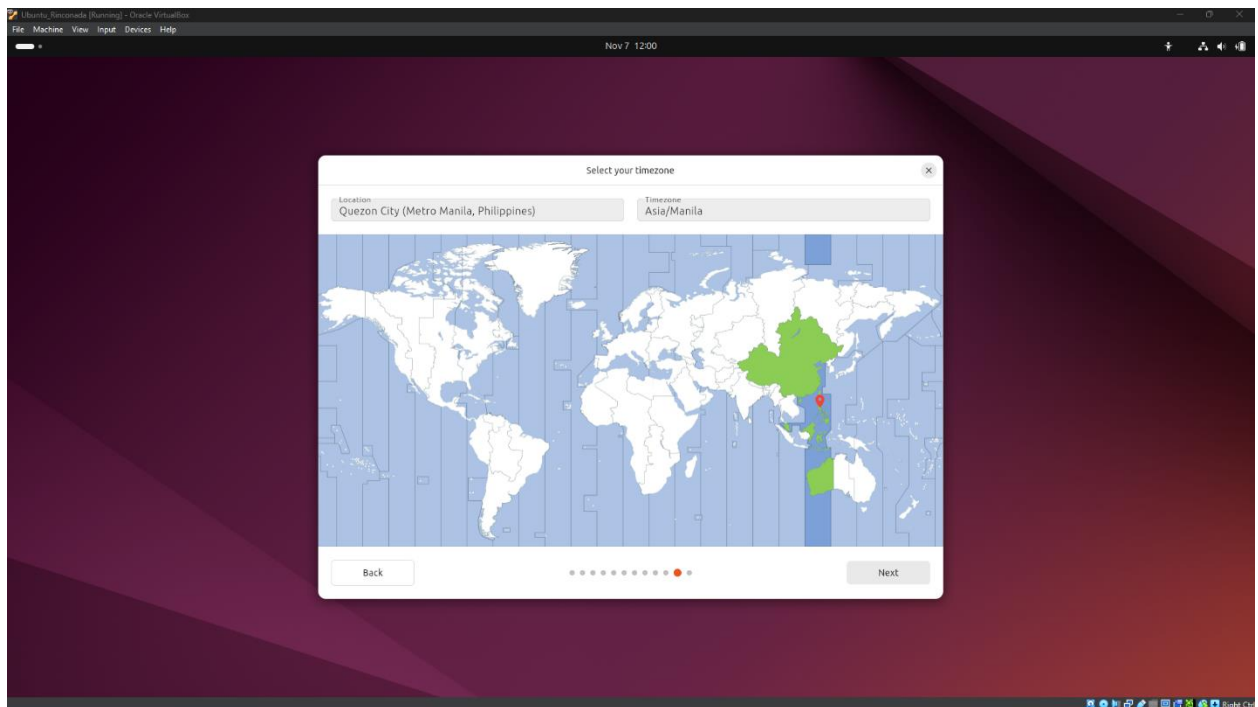 Ubuntu_Rinconada [Running] - Oracle VirtualBox
File Machine View Input Devices Help
Nov 7 12:00
Select your timezone
Location
Quezon City (Metro Manila, Philippines)
Timezone
Asia/Manila
Back
Next
Right Ctrl